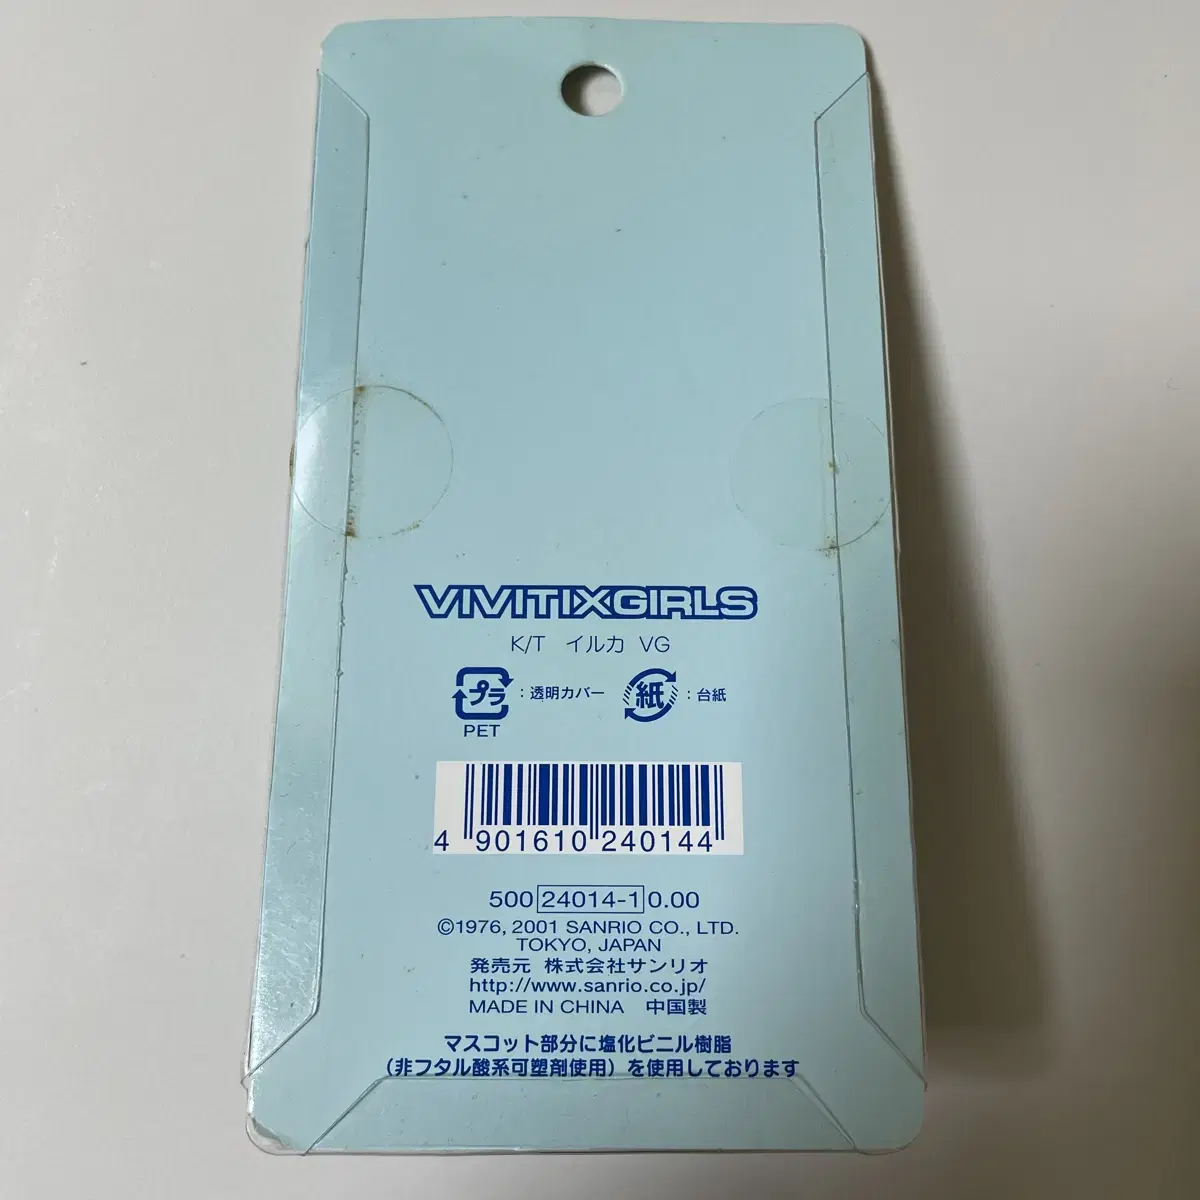 VIVITIXGIRLS
K/T イルカ VG
プラ : 透明カバー 紙 : 台紙
PET
4 901610 240144
500 24014-1 0.00
©1976, 2001 SANRIO CO., LTD.
TOKYO, JAPAN
発売元 株式会社サンリオ
http://www.sanrio.co.jp/
MADE IN CHINA 中国製
マスコット部分に塩化ビニル樹脂
(非フタル酸系可塑剤使用)を使用しております